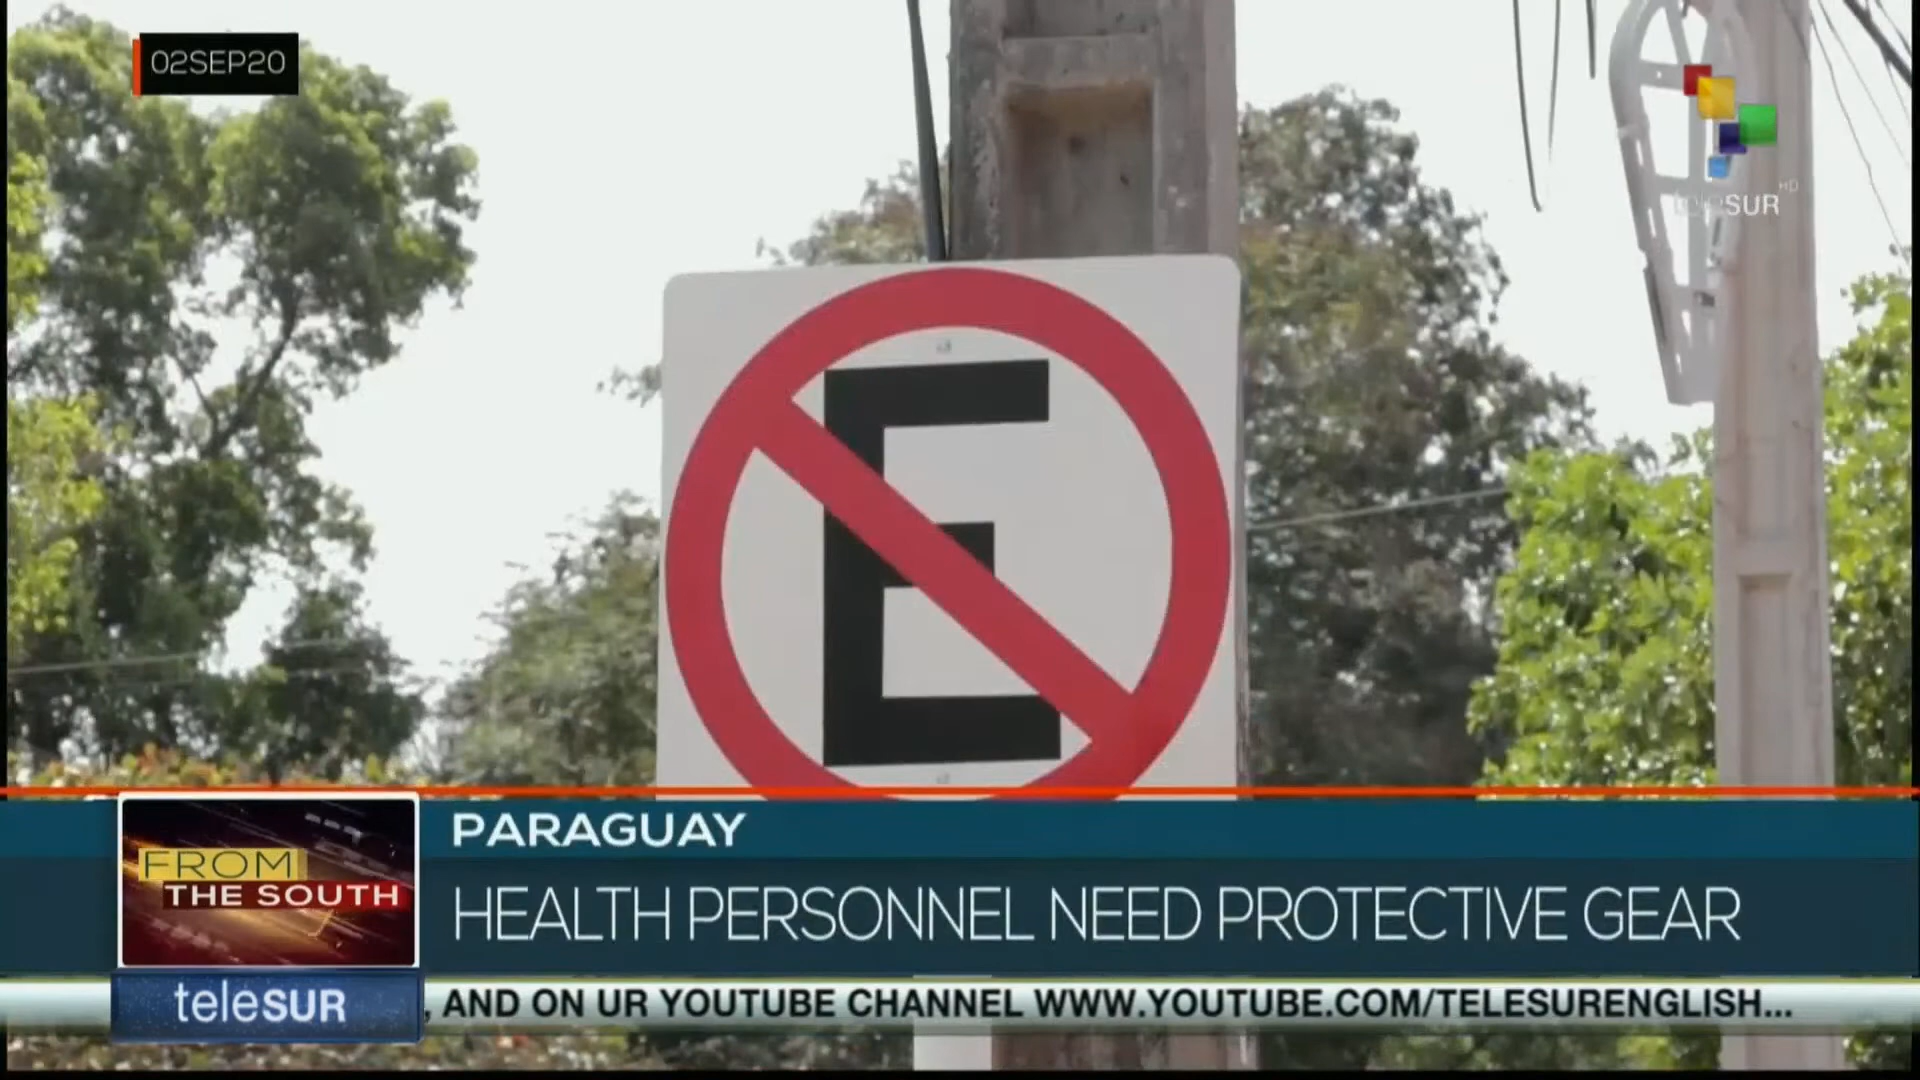 02SEP20
HD
teleSUR
E
PARAGUAY
FROM
THE SOUTH
HEALTH PERSONNEL NEED PROTECTIVE GEAR
teleSUR
, AND ON UR YOUTUBE CHANNEL WWW.YOUTUBE.COM/TELESURENGLISH...